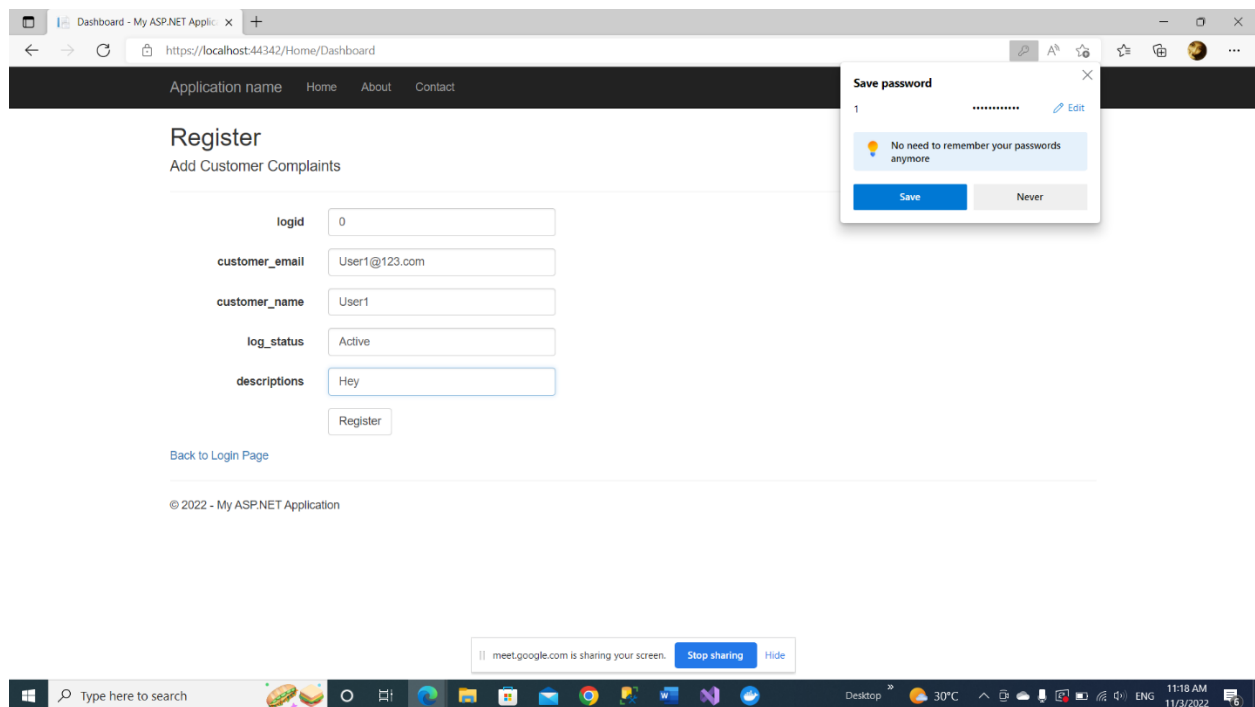 Dashboard - My ASP.NET Applic
https://localhost:44342/Home/Dashboard
Application name Home About Contact
Save password
1 •••••••••••• Edit
No need to remember your passwords
anymore
Save Never
Register
Add Customer Complaints
logid 0
customer_email User1@123.com
customer_name User1
log_status Active
descriptions Hey
Register
Back to Login Page
© 2022 - My ASP.NET Application
meet.google.com is sharing your screen. Stop sharing Hide
Type here to search
Desktop 30°C ENG 11:18 AM
11/3/2022
6